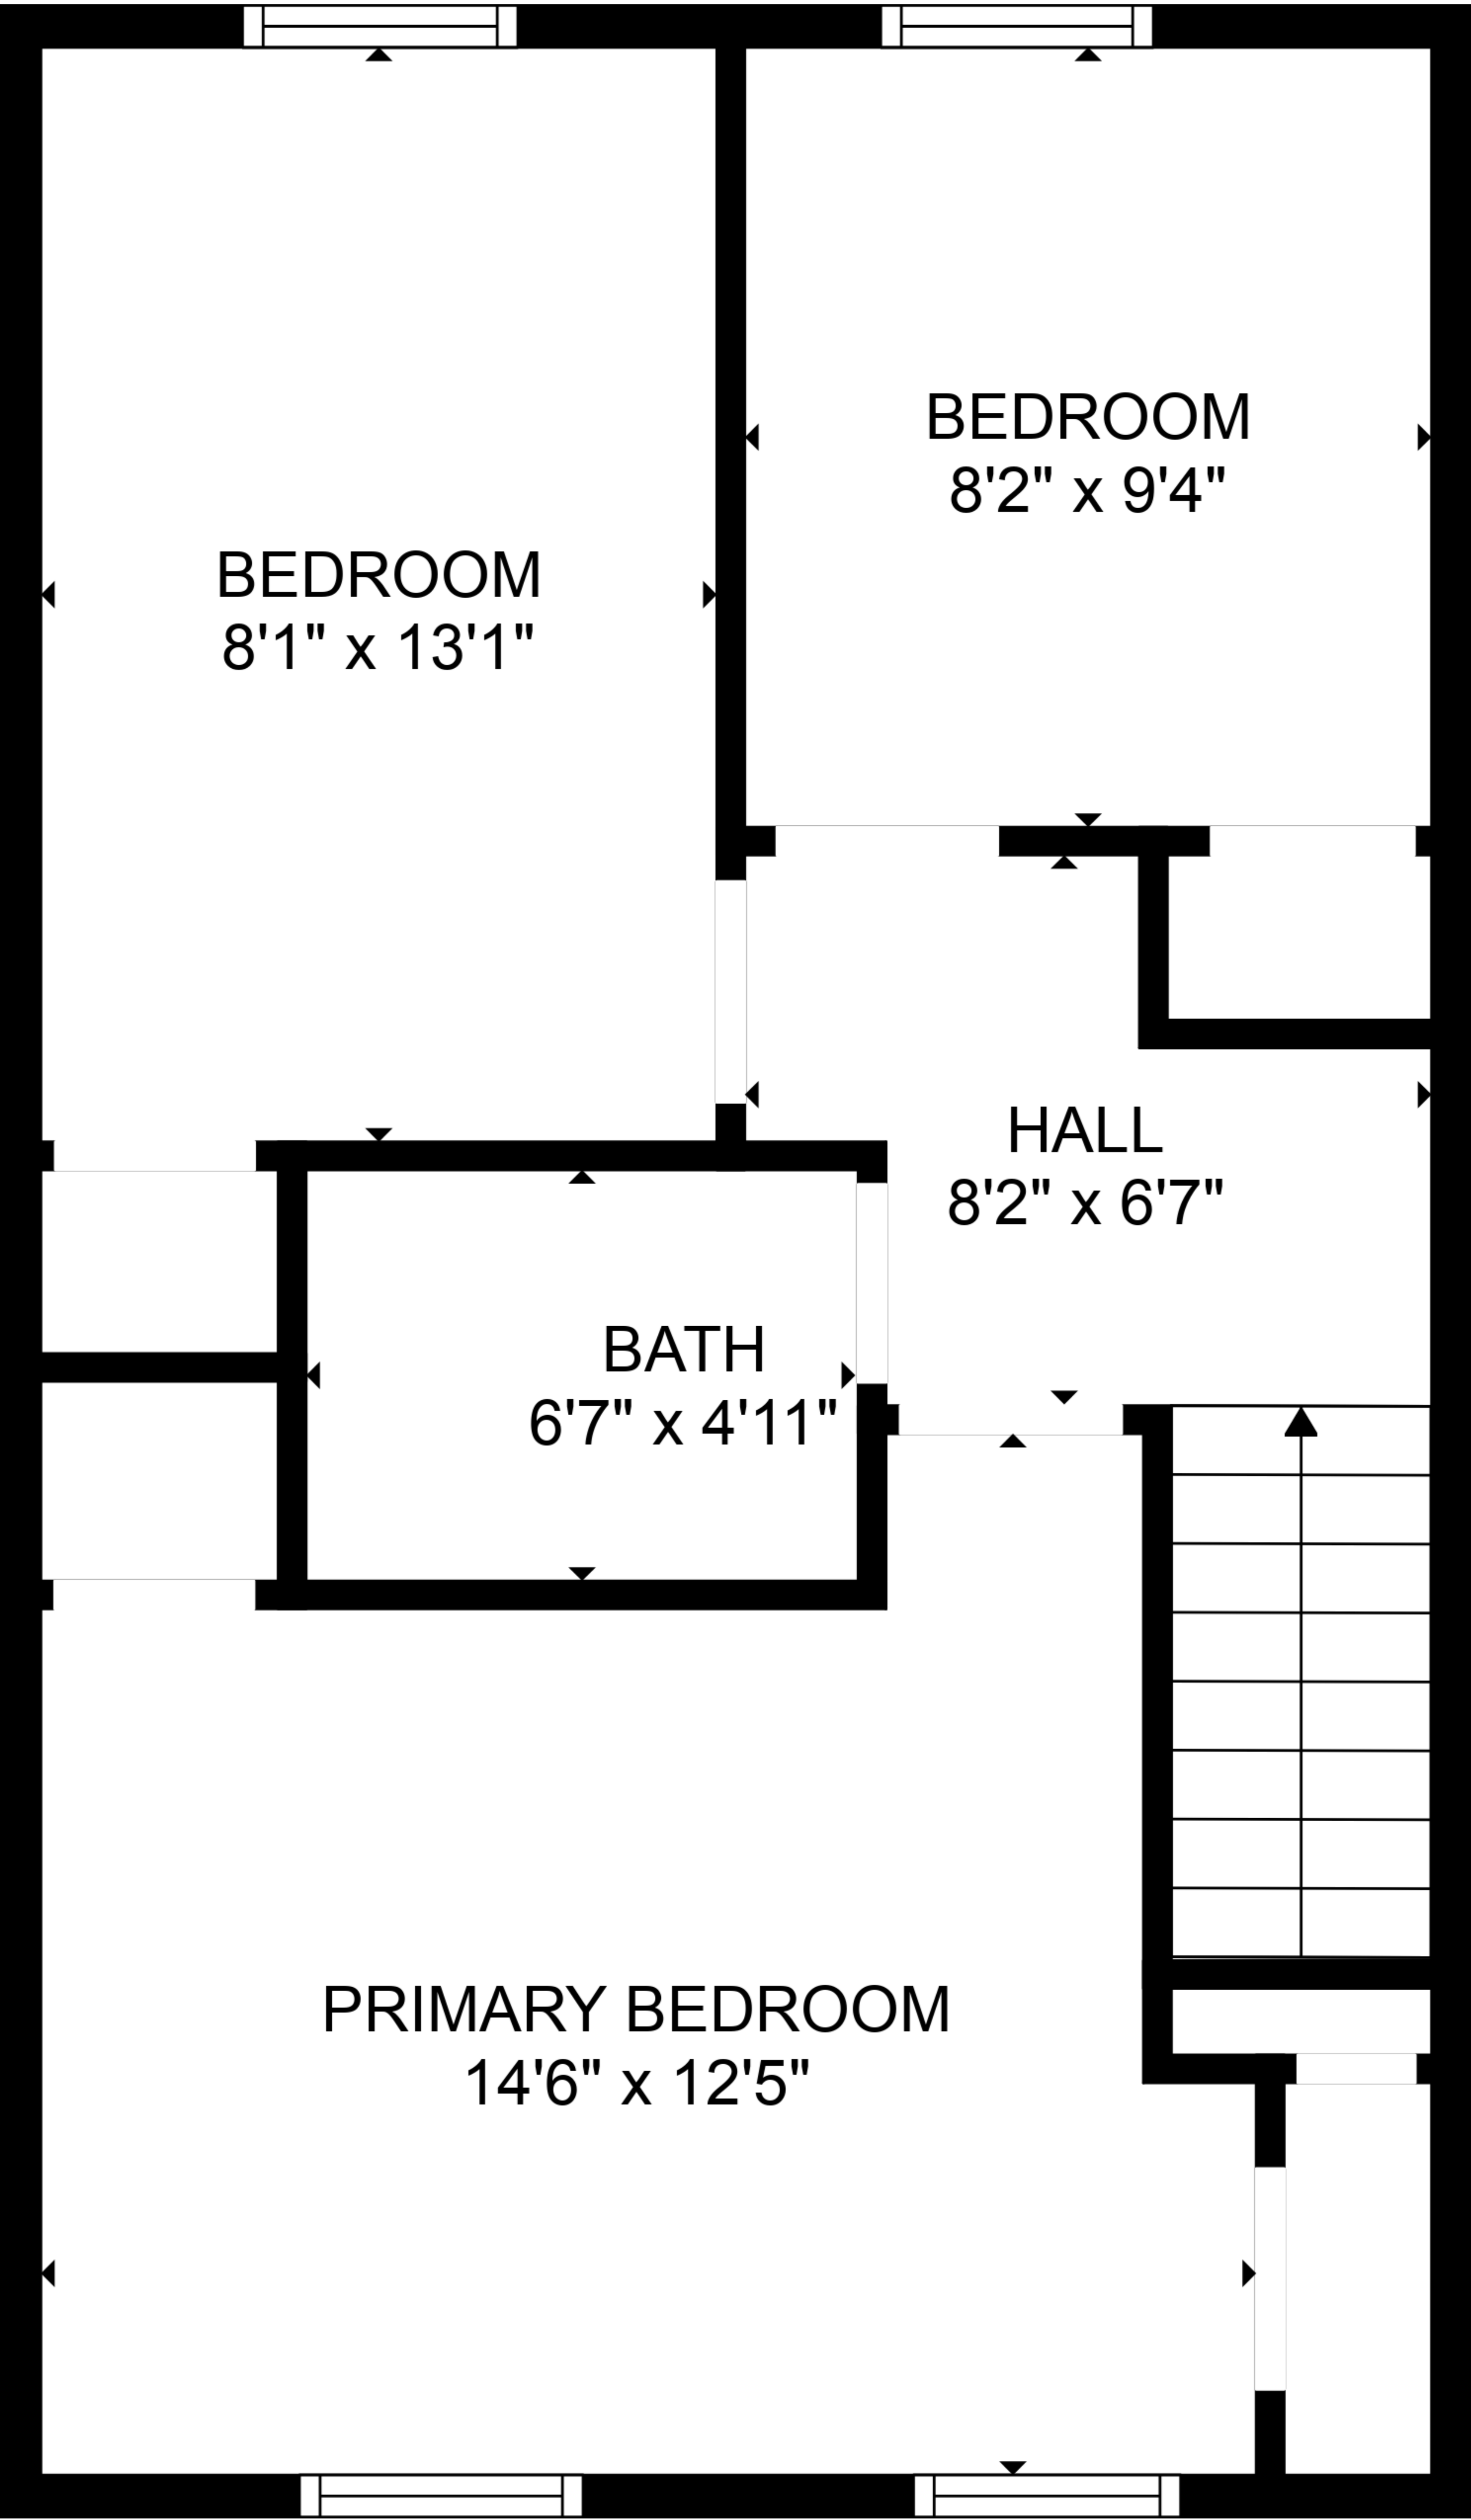 BEDROOM
8'2" x 9'4"
BEDROOM
8'1" x 13'1"
HALL
8'2" x 6'7"
BATH
6'7" x 4'11"
PRIMARY BEDROOM
14'6" x 12'5"